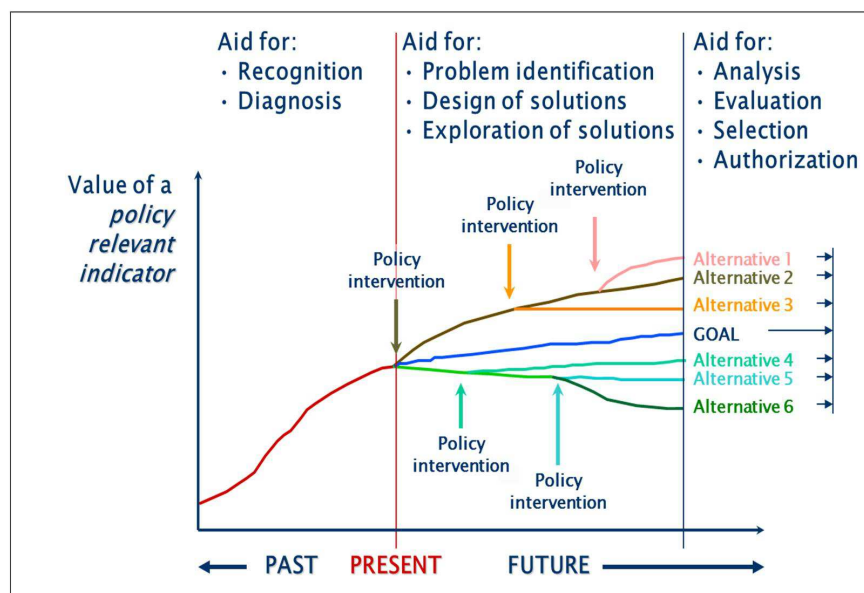 Aid for:
· Recognition
· Diagnosis
Aid for:
· Problem identification
· Design of solutions
· Exploration of solutions
Aid for:
· Analysis
· Evaluation
· Selection
· Authorization
Value of a
policy
relevant
indicator
Policy
intervention
Policy
intervention
Policy
intervention
Alternative 1
Alternative 2
Alternative 3
GOAL
Alternative 4
Alternative 5
Alternative 6
Policy
intervention
Policy
intervention
PAST
PRESENT
FUTURE